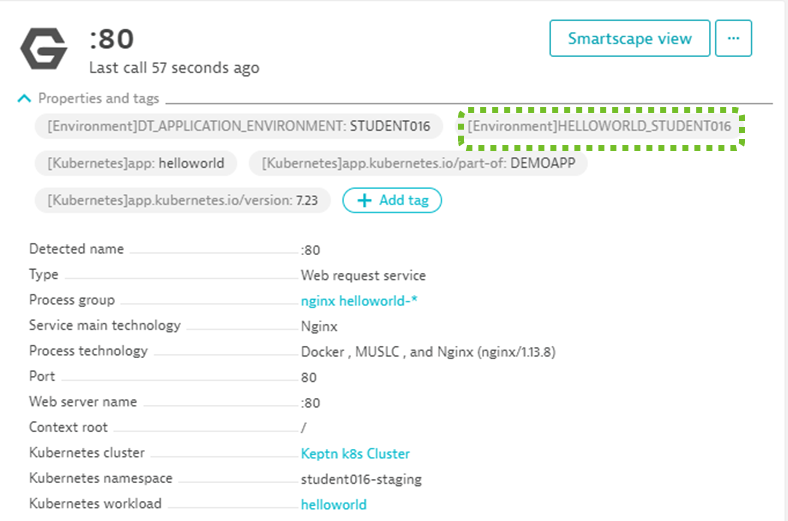 :80
Smartscape view
...
Last call 57 seconds ago
Properties and tags
[Environment]DT_APPLICATION_ENVIRONMENT: STUDENT016 [Environment]HELLOWORLD_STUDENT016
[Kubernetes]app: helloworld [Kubernetes]app.kubernetes.io/part-of: DEMOAPP
[Kubernetes]app.kubernetes.io/version: 7.23 + Add tag
Detected name :80
Type Web request service
Process group nginx helloworld-*
Service main technology Nginx
Process technology Docker , MUSLC , and Nginx (nginx/1.13.8)
Port 80
Web server name :80
Context root /
Kubernetes cluster Keptn k8s Cluster
Kubernetes namespace student016-staging
Kubernetes workload helloworld